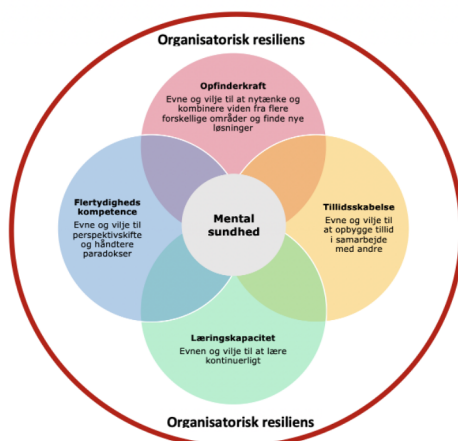 Organisatorisk resiliens
Opfinderkraft
Evne og vilje til at nytænke og
kombinere viden fra flere
forskellige områder og finde nye
løsninger
Flertydigheds
kompetence
Evne og vilje til
perspektivskifte
og håndtere
paradokser
Mental
sundhed
Tillidsskabelse
Evne og vilje til
at opbygge tillid
i samarbejde
med andre
Læringskapacitet
Evnen og vilje til at lære
kontinuerligt
Organisatorisk resiliens